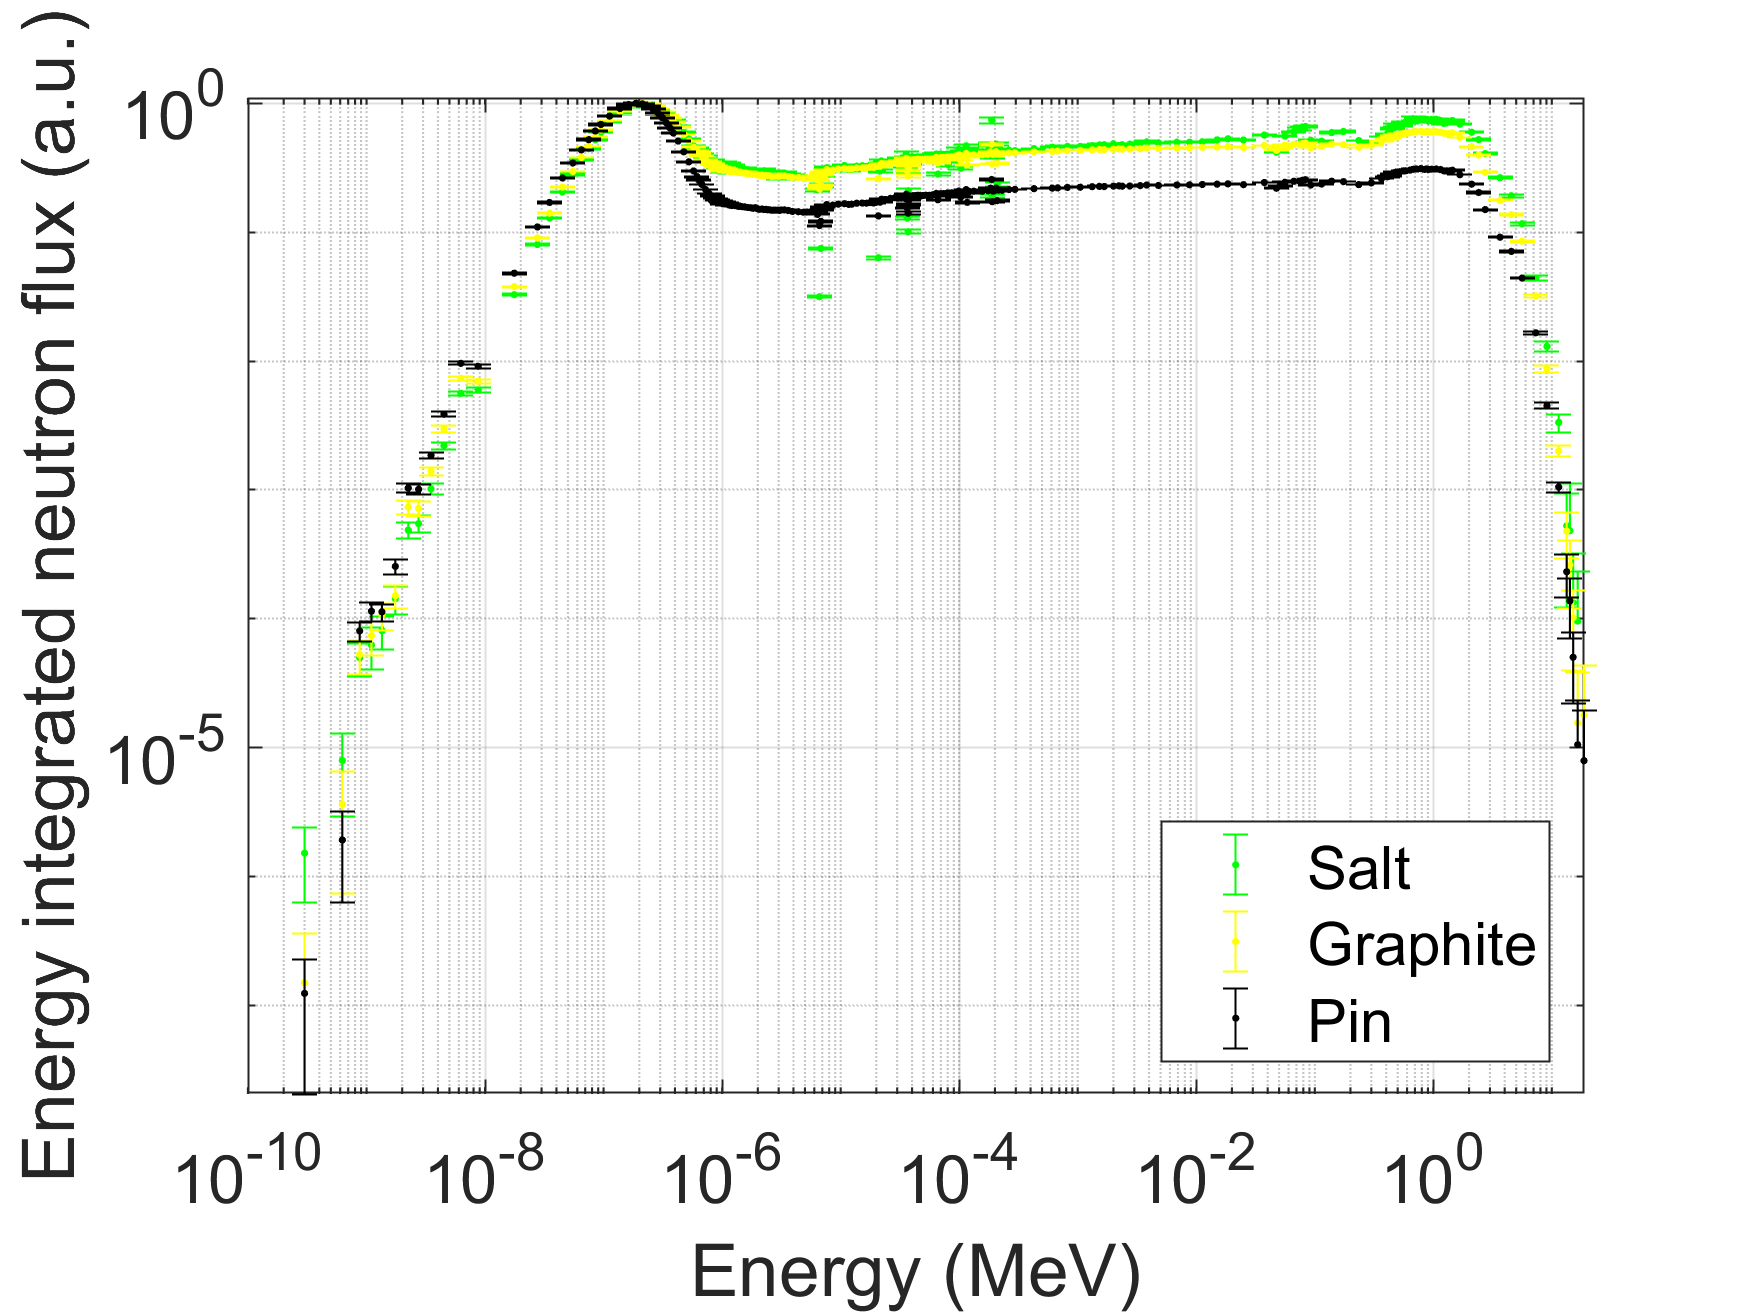 Energy integrated neutron flux (a.u.)
10^0
10^-5
10^-10
10^-8
10^-6
10^-4
10^-2
10^0
Energy (MeV)
Salt
Graphite
Pin